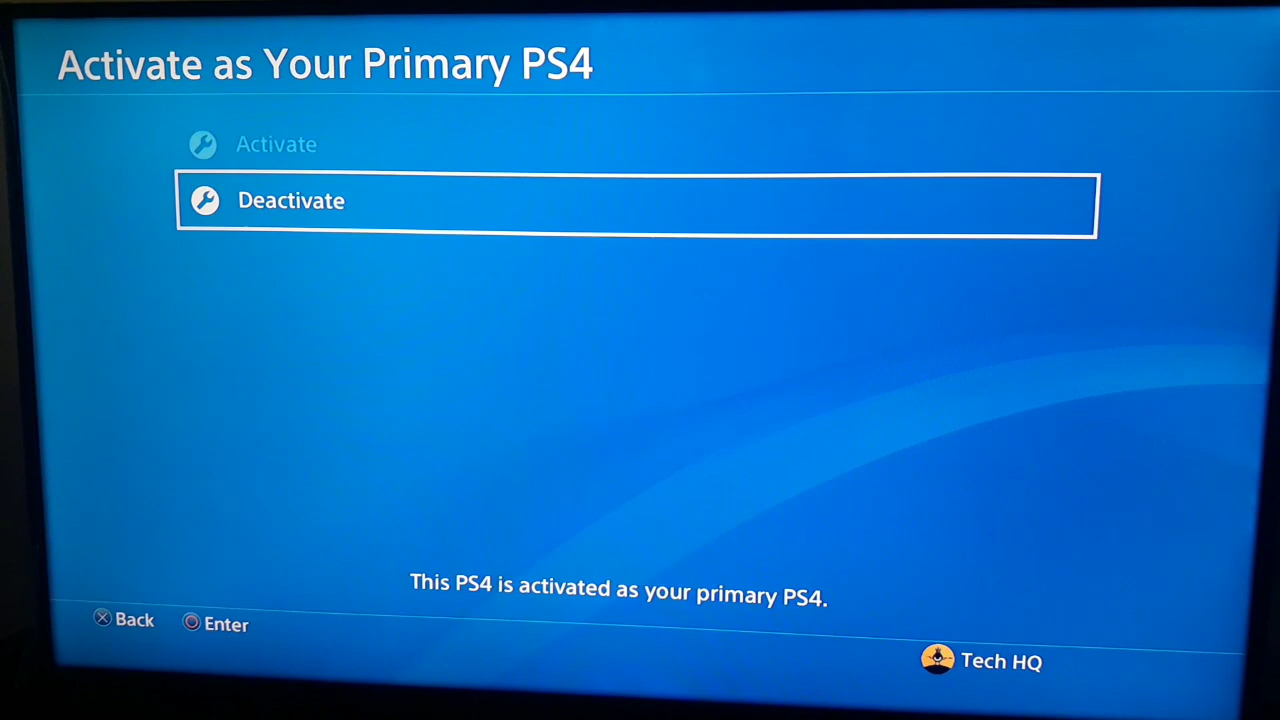 Activate as Your Primary PS4
Activate
Deactivate
This PS4 is activated as your primary PS4.
Back Enter
Tech HQ